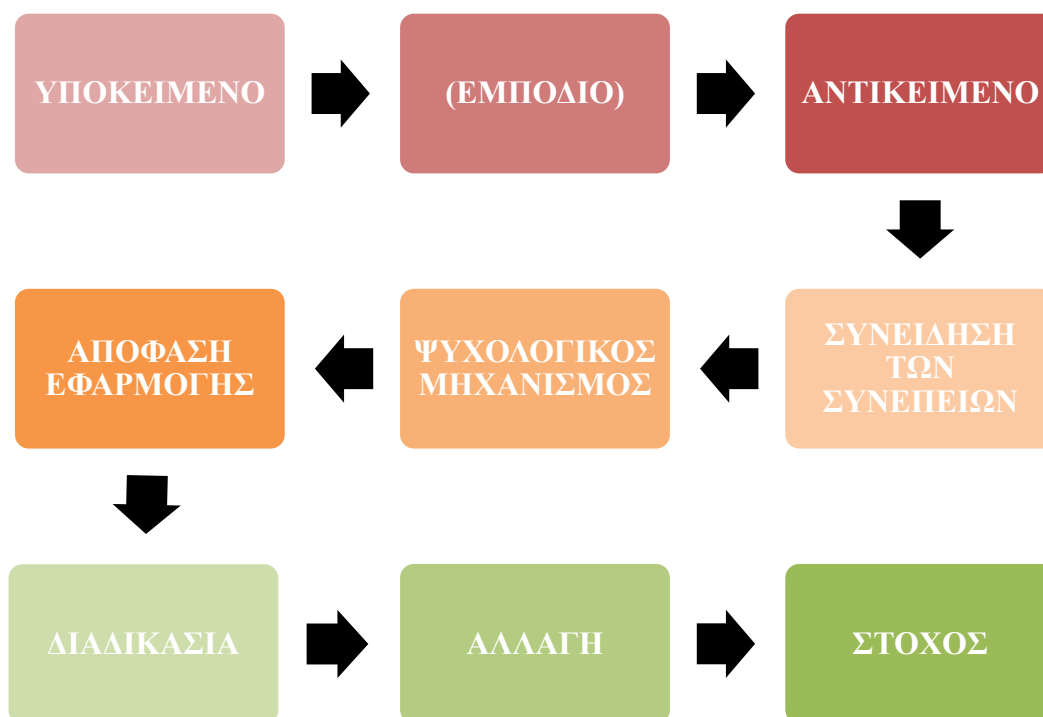 ΥΠΟΚΕΙΜΕΝΟ
(ΕΜΠΟΔΙΟ)
ΑΝΤΙΚΕΙΜΕΝΟ
ΣΥΝΕΙΔΗΣΗ
ΤΩΝ
ΣΥΝΕΠΕΙΩΝ
ΨΥΧΟΛΟΓΙΚΟΣ
ΜΗΧΑΝΙΣΜΟΣ
ΑΠΟΦΑΣΗ
ΕΦΑΡΜΟΓΗΣ
ΔΙΑΔΙΚΑΣΙΑ
ΑΛΛΑΓΗ
ΣΤΟΧΟΣ